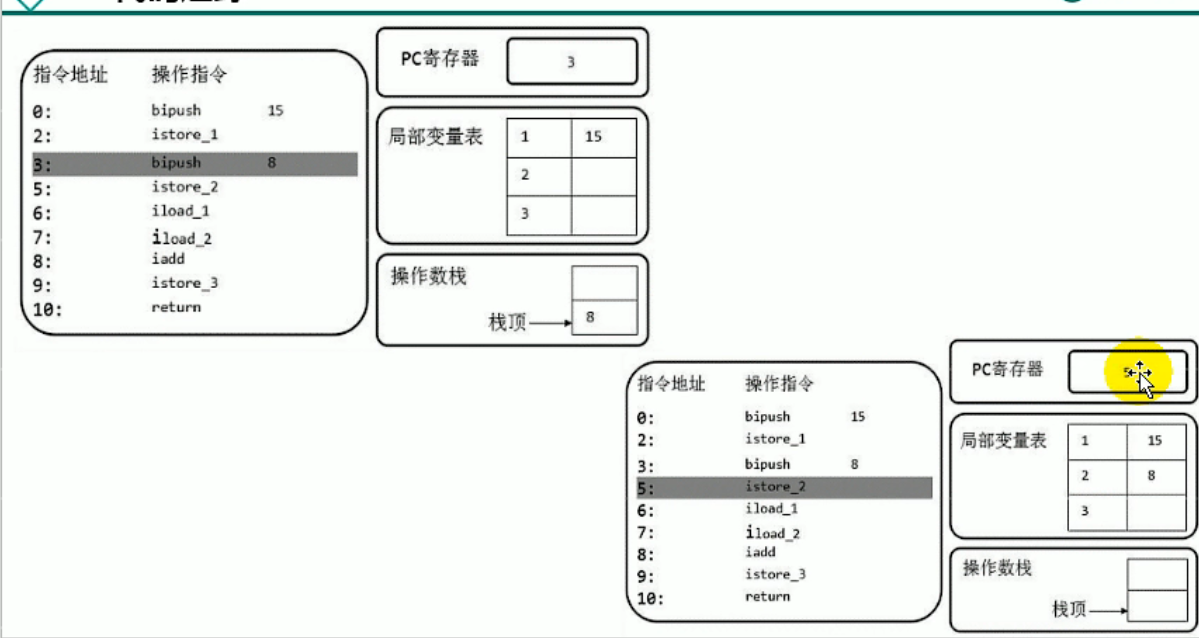 指令地址 操作指令
0: bipush 15
2: istore_1
3: bipush 8
5: istore_2
6: iload_1
7: iload_2
8: iadd
9: istore_3
10: return
PC寄存器 3
局部变量表 1 15
2
3
操作数栈
栈顶 8
指令地址 操作指令
0: bipush 15
2: istore_1
3: bipush 8
5: istore_2
6: iload_1
7: iload_2
8: iadd
9: istore_3
10: return
PC寄存器 5
局部变量表 1 15
2 8
3
操作数栈
栈顶